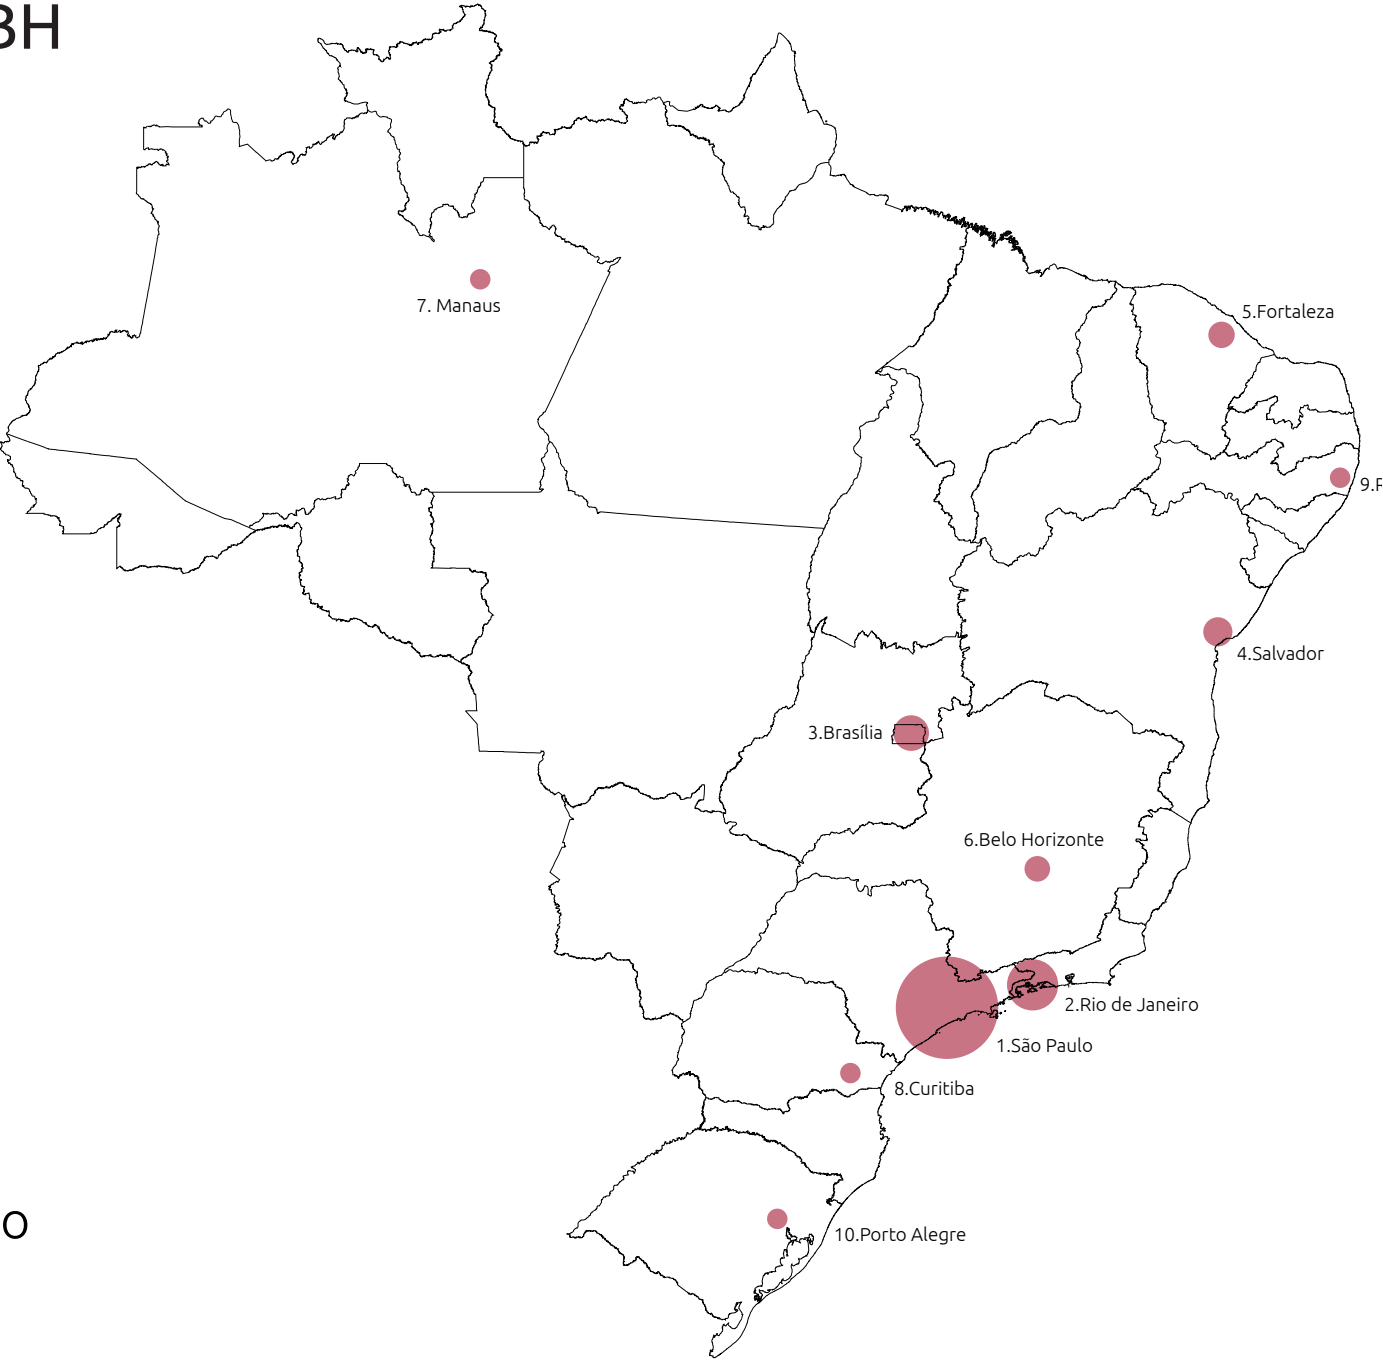 BH
5.Fortaleza
7. Manaus
4.Salvador
3.Brasília
6.Belo Horizonte
2.Rio de Janeiro
1.São Paulo
8.Curitiba
10.Porto Alegre